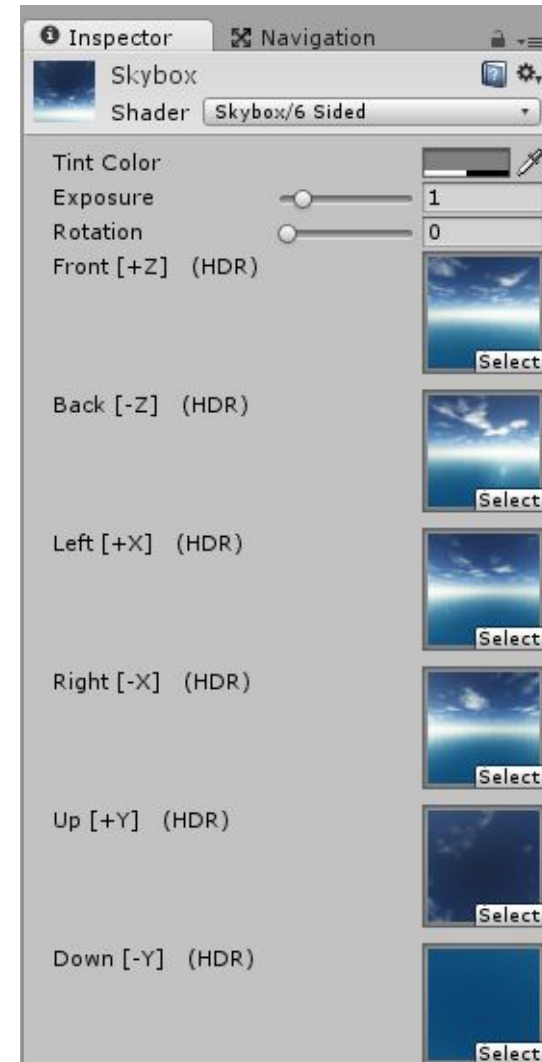 Inspector
Navigation
Skybox
Shader Skybox/6 Sided
Tint Color
Exposure 1
Rotation 0
Front [+Z] (HDR)
Select
Back [-Z] (HDR)
Select
Left [+X] (HDR)
Select
Right [-X] (HDR)
Select
Up [+Y] (HDR)
Select
Down [-Y] (HDR)
Select